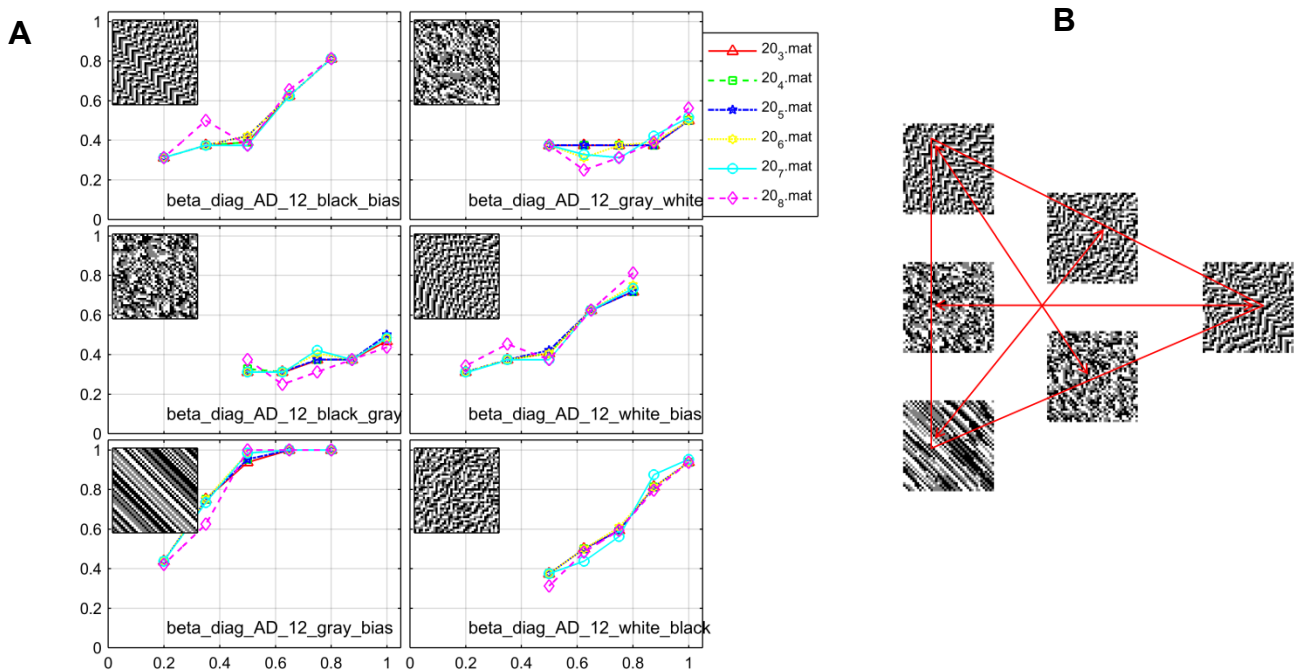 A
B
1
0.8
0.6
0.4
0.2
0
beta_diag_AD_12_black_bias
beta_diag_AD_12_gray_white
20₃.mat
20₄.mat
20₅.mat
20₆.mat
20₇.mat
20₈.mat
1
0.8
0.6
0.4
0.2
0
beta_diag_AD_12_black_gray
beta_diag_AD_12_white_bias
1
0.8
0.6
0.4
0.2
0
beta_diag_AD_12_gray_bias
beta_diag_AD_12_white_black
0 0.2 0.4 0.6 0.8 1
0 0.2 0.4 0.6 0.8 1